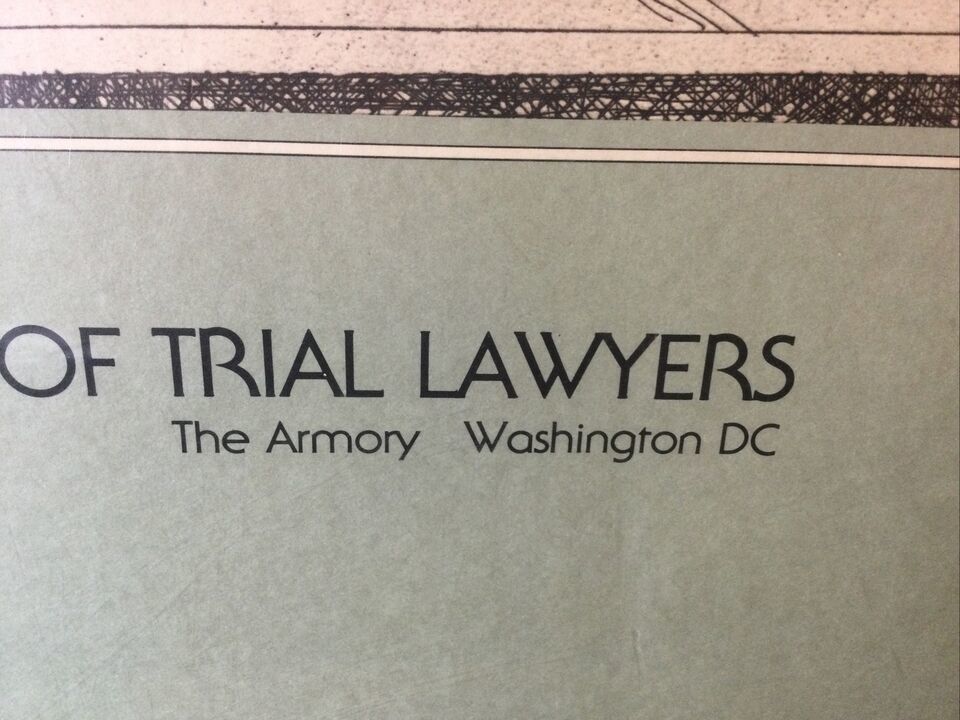 OF TRIAL LAWYERS
The Armory Washington DC